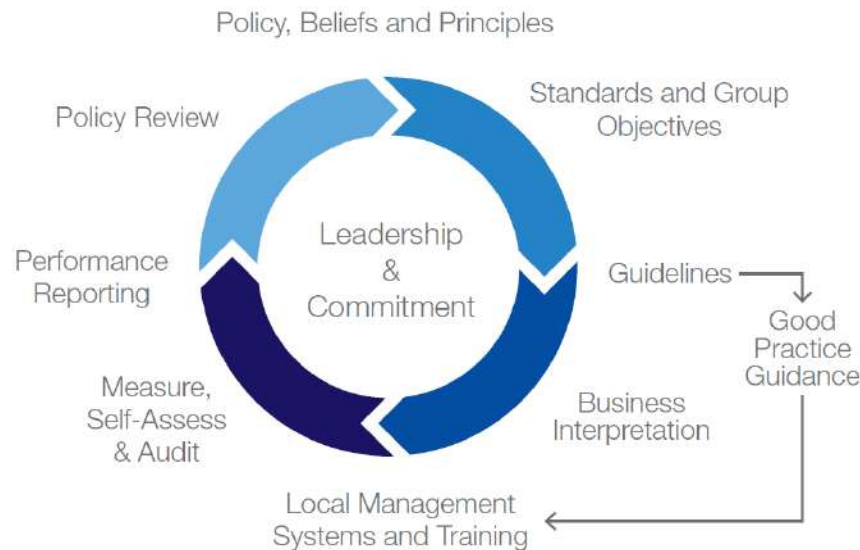 Policy, Beliefs and Principles
Standards and Group
Objectives
Guidelines
Good
Practice
Guidance
Business
Interpretation
Local Management
Systems and Training
Measure,
Self-Assess
& Audit
Performance
Reporting
Policy Review
Leadership
&
Commitment